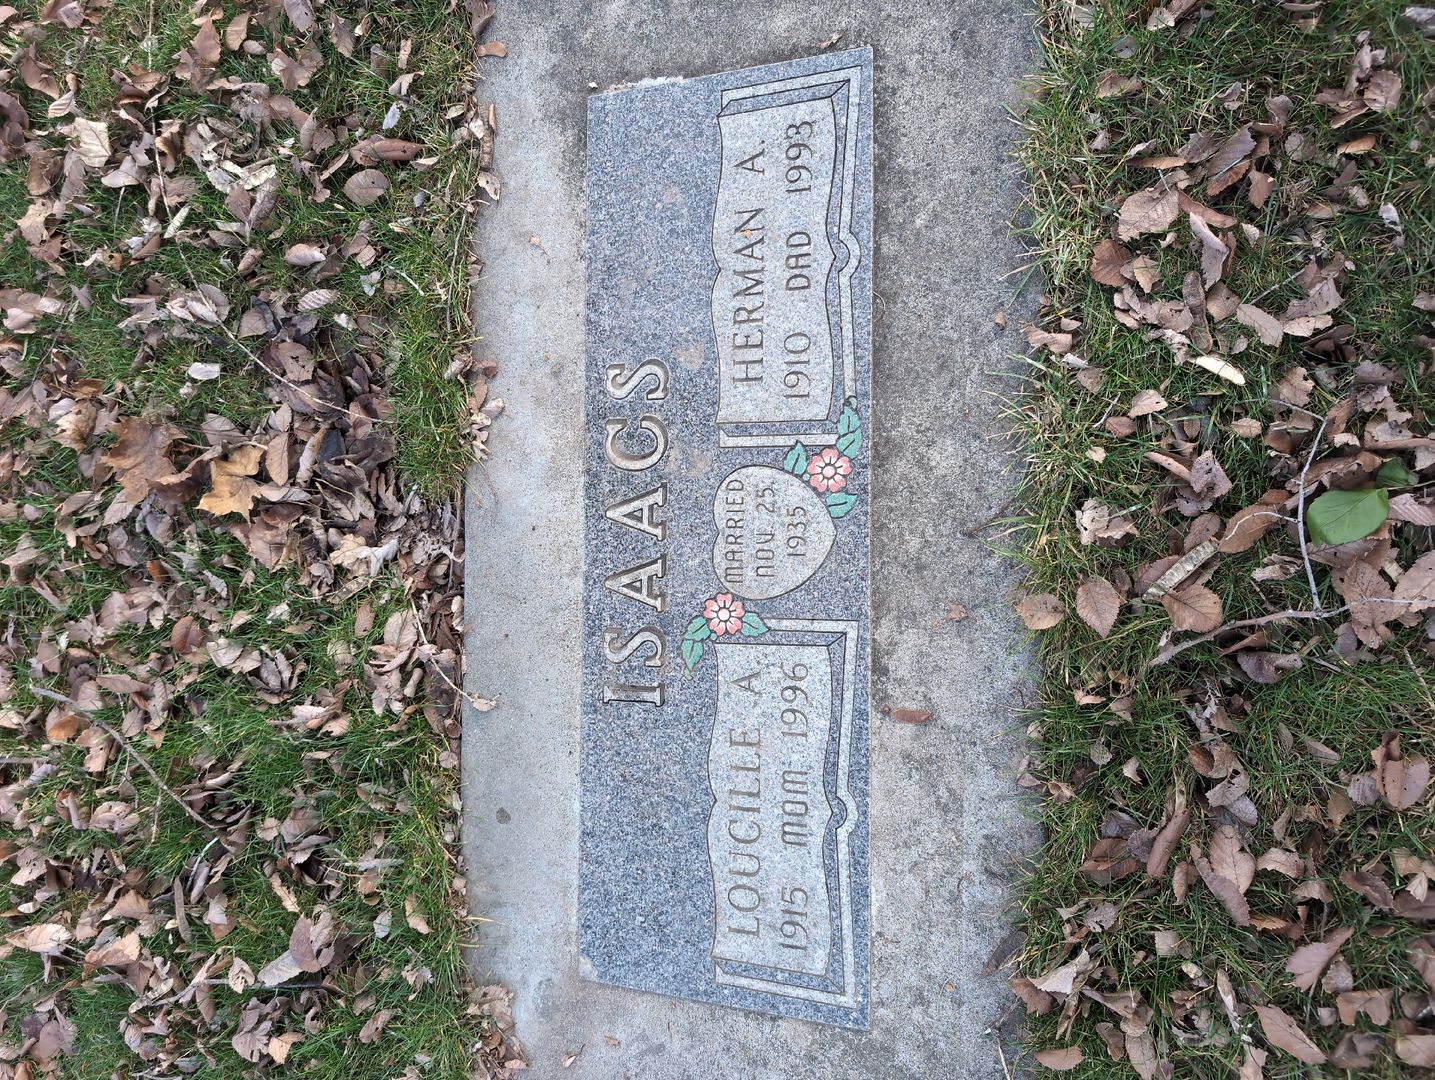 ISAACS
LOUCILLE A.
1915 MOM 1996
MARRIED
NOV. 25,
1935
HERMAN A.
1910 DAD 1993